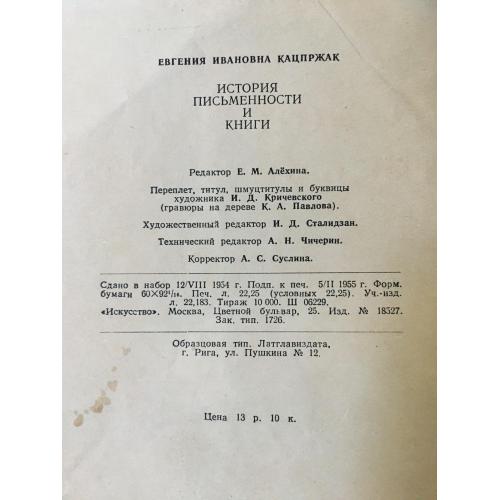 ЕВГЕНИЯ ИВАНОВНА КАЦПРЖАК
ИСТОРИЯ
ПИСЬМЕННОСТИ
И
КНИГИ
Редактор Е. М. Алёхина.
Переплет, титул, шмуцтитулы и буквицы
художника И. Д. Кричевского
(гравюры на дереве К. А. Павлова).
Художественный редактор И. Д. Сталидзан.
Технический редактор А. Н. Чичерин.
Корректор А. С. Суслина.
Сдано в набор 12/VIII 1954 г. Подп. к печ. 5/II 1955 г. Форм.
бумаги 60×92¹/₁₆. Печ. л. 22,25 (условных 22,25). Уч.-изд.
л. 22,183. Тираж 10 000. Ш 06229.
«Искусство». Москва, Цветной бульвар, 25. Изд. № 18527.
Зак. тип. 1726.
Образцовая тип. Латглавиздата,
г. Рига, ул. Пушкина № 12.
Цена 13 р. 10 к.